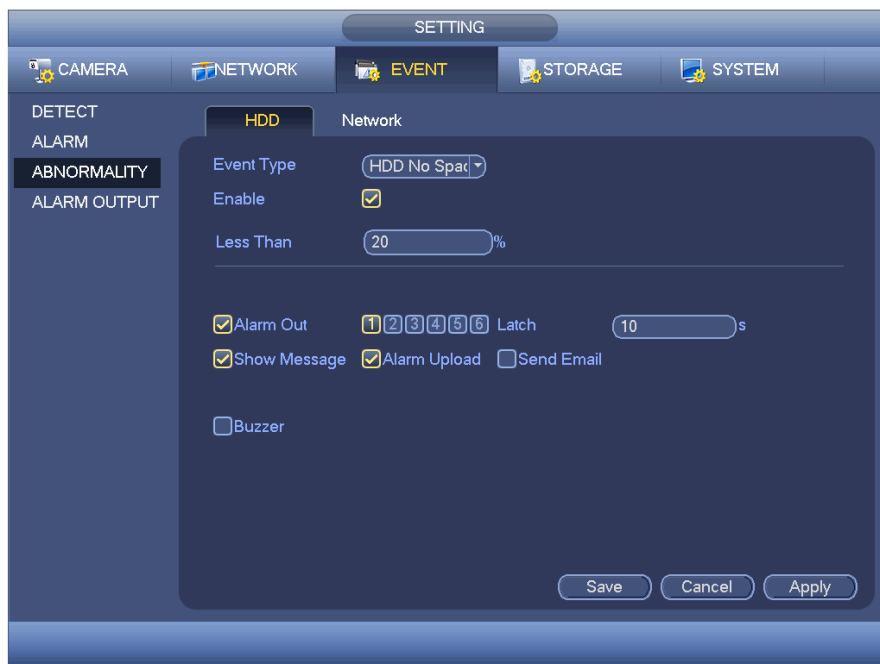 SETTING
CAMERA NETWORK EVENT STORAGE SYSTEM
DETECT
ALARM
ABNORMALITY
ALARM OUTPUT
HDD Network
Event Type HDD No Spac
Enable
Less Than 20 %
Alarm Out 1 2 3 4 5 6 Latch 10 s
Show Message Alarm Upload Send Email
Buzzer
Save Cancel Apply